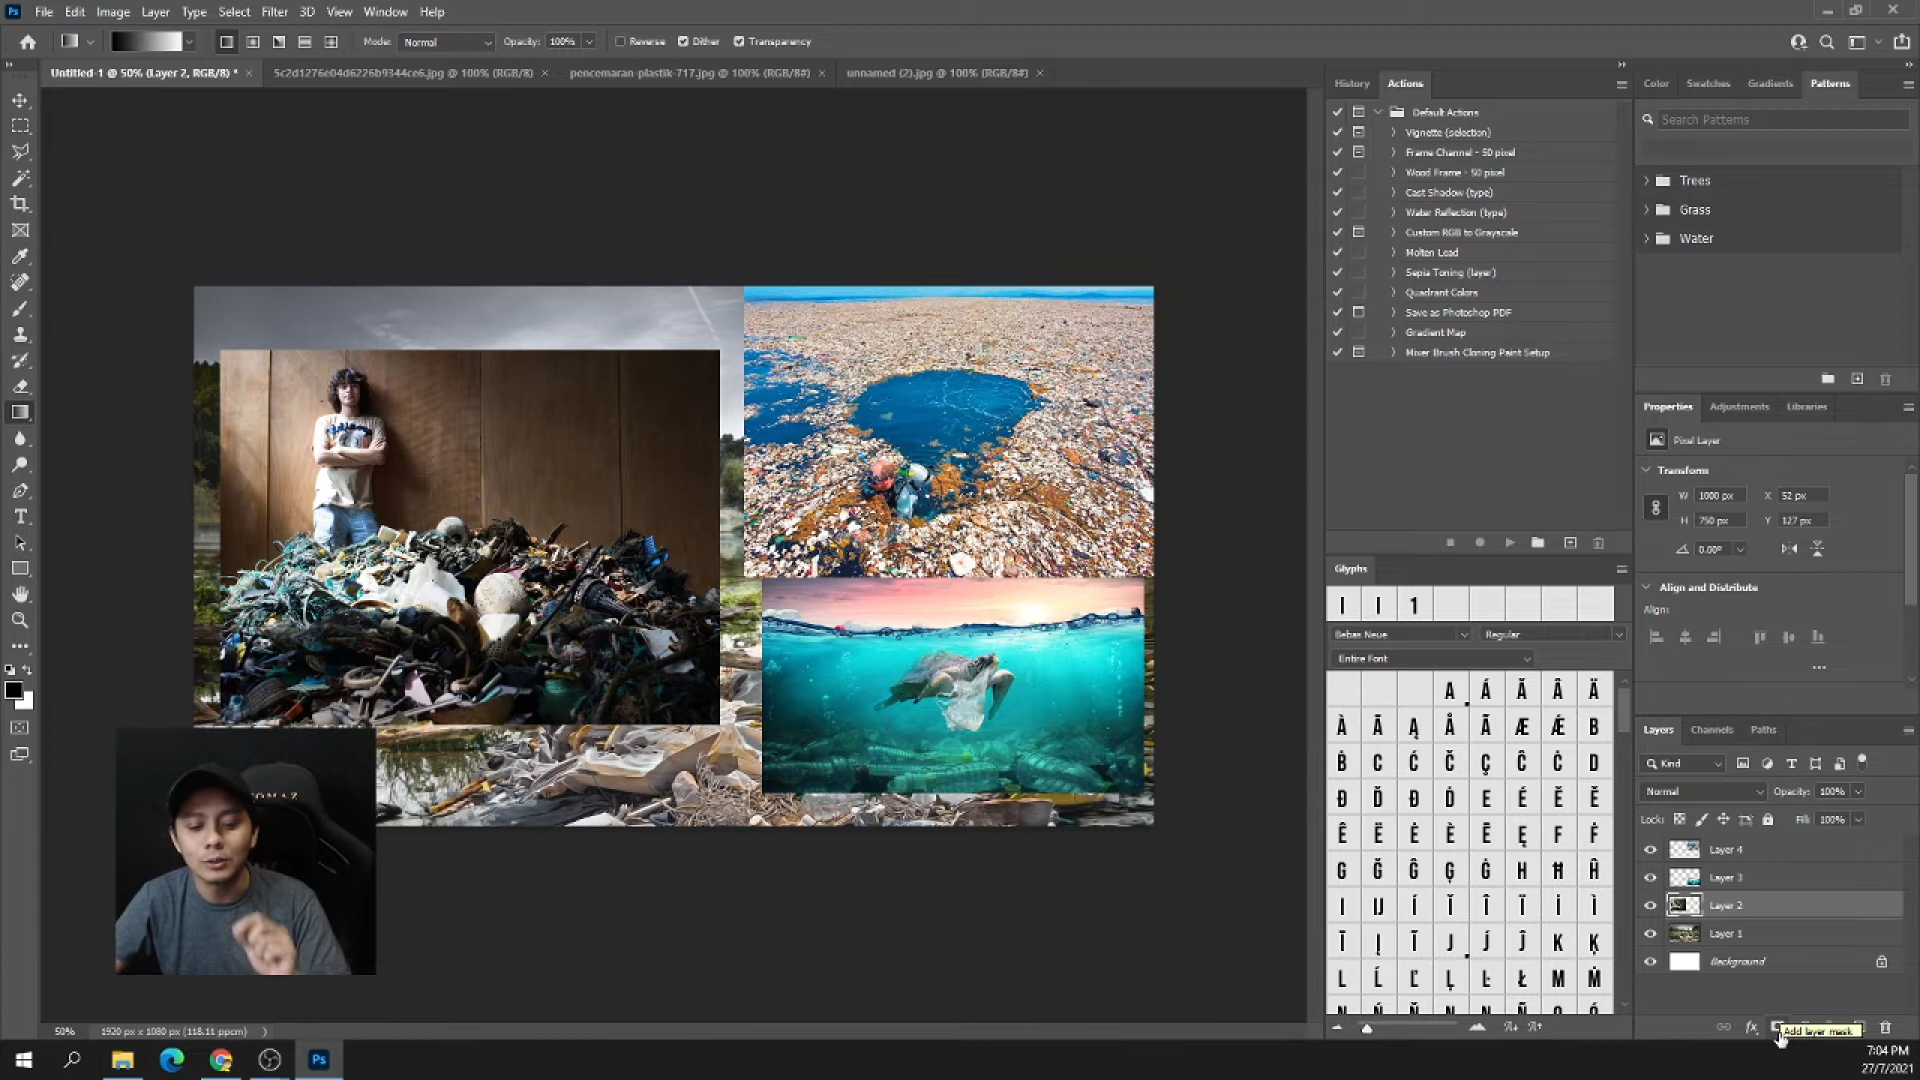 Ps File Edit Image Layer Type Select Filter 3D View Window Help
Mode: Normal Opacity: 100% Reverse Dither Transparency
Untitled-1 @ 50% (Layer 2, RGB/8) * × 5c2d1276e04d6226b9344ce6.jpg @ 100% (RGB/8) × pencemaran-plastik-717.jpg @ 100% (RGB/8#) × unnamed (2).jpg @ 100% (RGB/8#) ×
History Actions
Default Actions
Vignette (selection)
Frame Channel - 50 pixel
Wood Frame - 50 pixel
Cast Shadow (type)
Water Reflection (type)
Custom RGB to Grayscale
Molten Lead
Sepia Toning (layer)
Quadrant Colors
Save as Photoshop PDF
Gradient Map
Mixer Brush Cloning Paint Setup
Color Swatches Gradients Patterns
Search Patterns
Trees
Grass
Water
Properties Adjustments Libraries
Pixel Layer
Transform
W 1000 px X 52 px
H 750 px Y 127 px
0.00°
Align and Distribute
Align:
Glyphs
Bebas Neue Regular
Entire Font
A Á Ă Â Ä
À Ā Ą Å Ã Æ Ǽ B
Ḃ C Ć Č Ç Ĉ Ċ D
Đ Ď Đ Ḋ E É Ĕ Ě
Ê Ë Ė È Ē Ę F Ḟ
G Ğ Ĝ Ģ Ġ H Ħ Ĥ
I Ĳ Í Ĭ Î Ï İ Ì
Ī Į Ĩ J Ĵ K Ķ
L Ĺ Ľ Ļ Ŀ Ł M Ṁ
Layers Channels Paths
Kind
Normal Opacity: 100%
Lock: Fill: 100%
Layer 4
Layer 3
Layer 2
Layer 1
Background
fx
Add layer mask
50% 1920 px x 1080 px (118.11 ppcm)
Ps
7:04 PM
27/7/2021